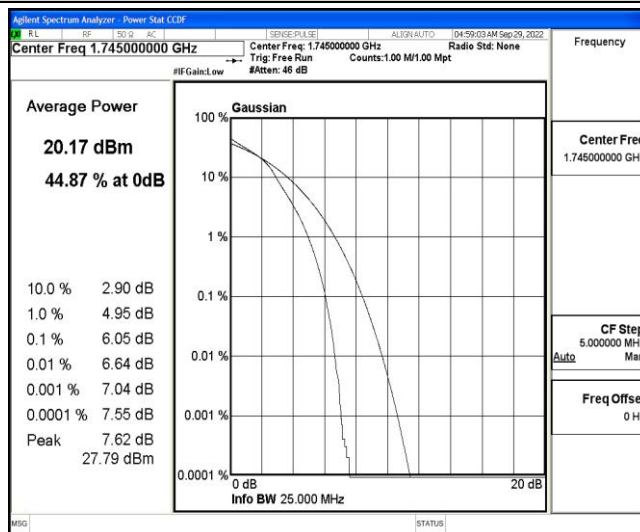 Agilent Spectrum Analyzer - Power Stat CCDF
RL RF 50 Ω AC SENSE:PULSE ALIGN AUTO 04:59:03 AM Sep 29, 2022
Center Freq 1.745000000 GHz
Center Freq: 1.745000000 GHz Radio Std: None
Trig: Free Run Counts:1.00 M/1.00 Mpt
#IFGain:Low #Atten: 46 dB
Frequency
Average Power
20.17 dBm
44.87 % at 0dB
10.0 % 2.90 dB
1.0 % 4.95 dB
0.1 % 6.05 dB
0.01 % 6.64 dB
0.001 % 7.04 dB
0.0001 % 7.55 dB
Peak 7.62 dB
27.79 dBm
Gaussian
100 %
10 %
1 %
0.1 %
0.01 %
0.001 %
0.0001 %
0 dB 20 dB
Info BW 25.000 MHz
Center Fre
1.745000000 GH
CF Step
5.000000 MH
Auto Ma
Freq Offse
0 H
MSG STATUS